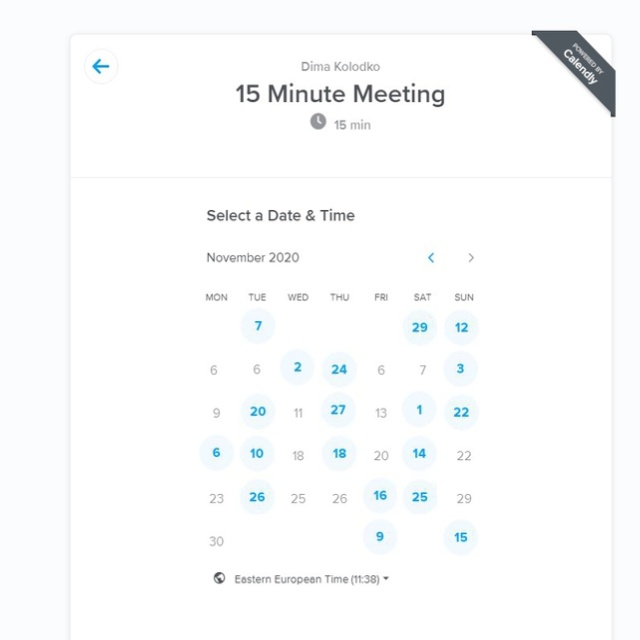 POWERED BY
Calendly
Dima Kolodko
15 Minute Meeting
15 min
Select a Date & Time
November 2020
MON TUE WED THU FRI SAT SUN
7 29 12
6 6 2 24 6 7 3
9 20 11 27 13 1 22
6 10 18 18 20 14 22
23 26 25 26 16 25 29
30 9 15
Eastern European Time (11:38)